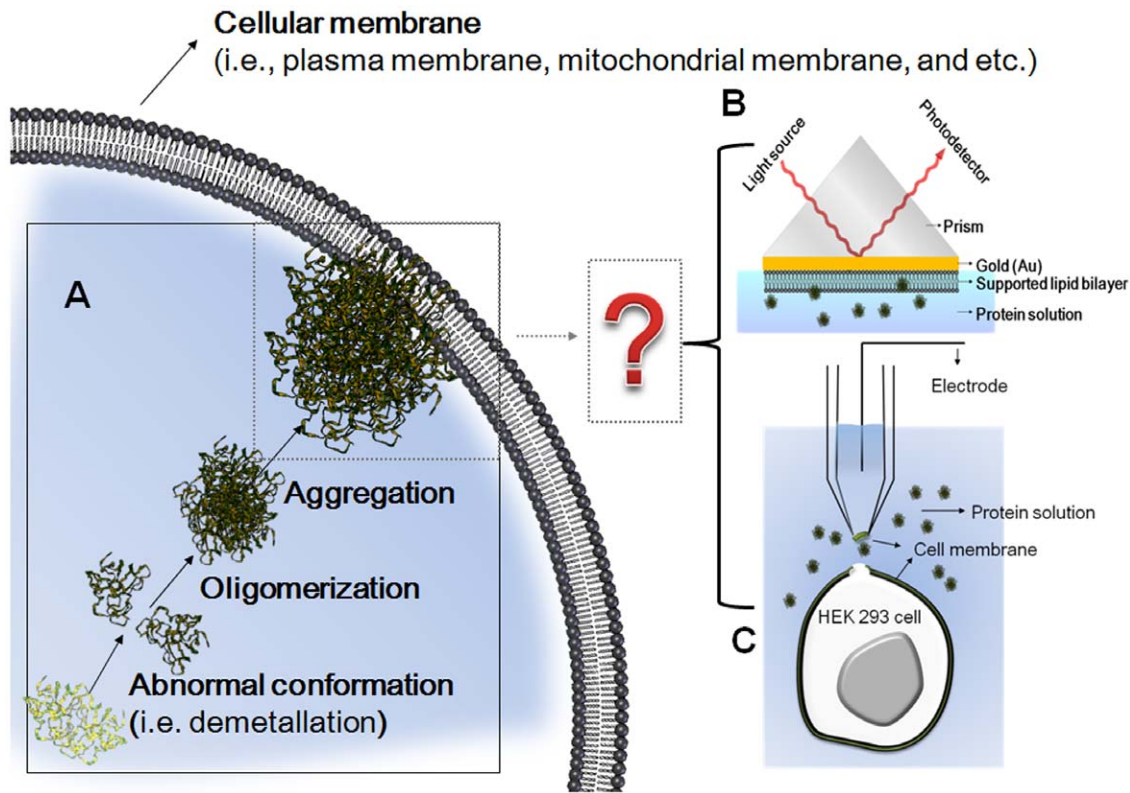 Cellular membrane
(i.e., plasma membrane, mitochondrial membrane, and etc.)
A
Aggregation
Oligomerization
Abnormal conformation
(i.e. demetallation)
?
B
Light source
Photodetector
Prism
Gold (Au)
Supported lipid bilayer
Protein solution
Electrode
Protein solution
Cell membrane
HEK 293 cell
C